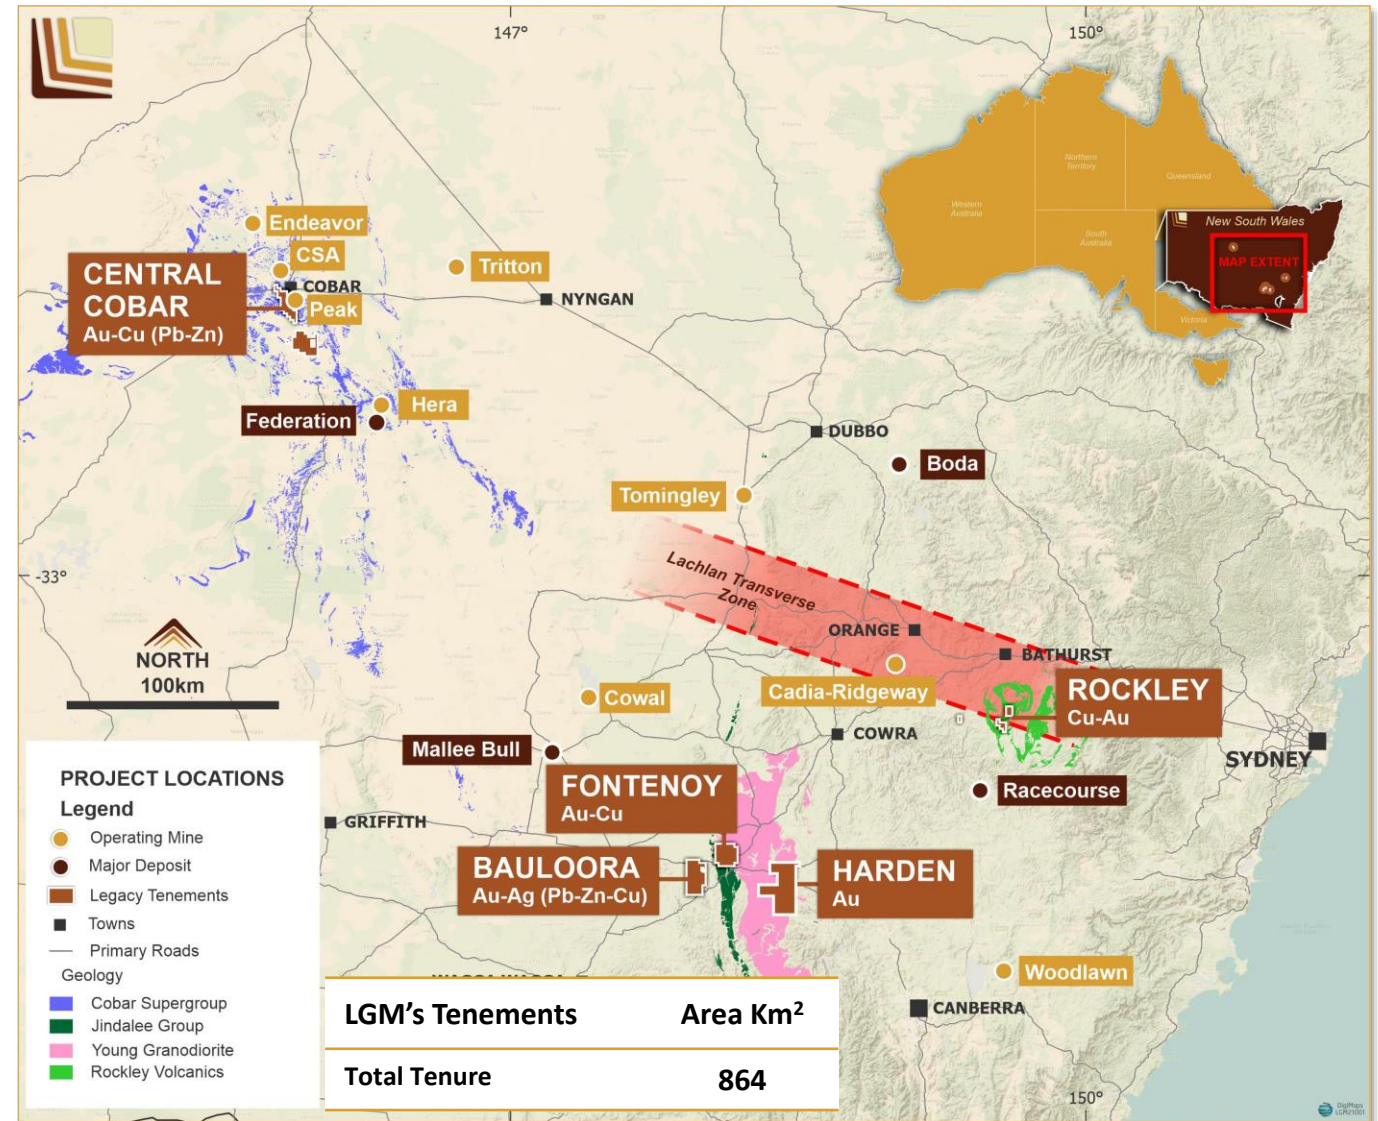 147°
150°
Northern
Territory
Queensland
Western
Australia
South
Australia
New South Wales
MAP EXTENT
Victoria
Endeavor
CSA
Tritton
CENTRAL
COBAR
Au-Cu (Pb-Zn)
COBAR
Peak
NYNGAN
Hera
Federation
DUBBO
Boda
Tomingley
-33°
Lachlan Transverse
Zone
ORANGE
BATHURST
NORTH
100km
Cowal
Cadia-Ridgeway
ROCKLEY
Cu-Au
COWRA
SYDNEY
Mallee Bull
FONTENOY
Au-Cu
Racecourse
GRIFFITH
BAULOORA
Au-Ag (Pb-Zn-Cu)
HARDEN
Au
Woodlawn
CANBERRA
PROJECT LOCATIONS
Legend
Operating Mine
Major Deposit
Legacy Tenements
Towns
Primary Roads
Geology
Cobar Supergroup
Jindalee Group
Young Granodiorite
Rockley Volcanics
LGM's Tenements Area Km²
Total Tenure 864
150°
DigiMaps
LGM21001